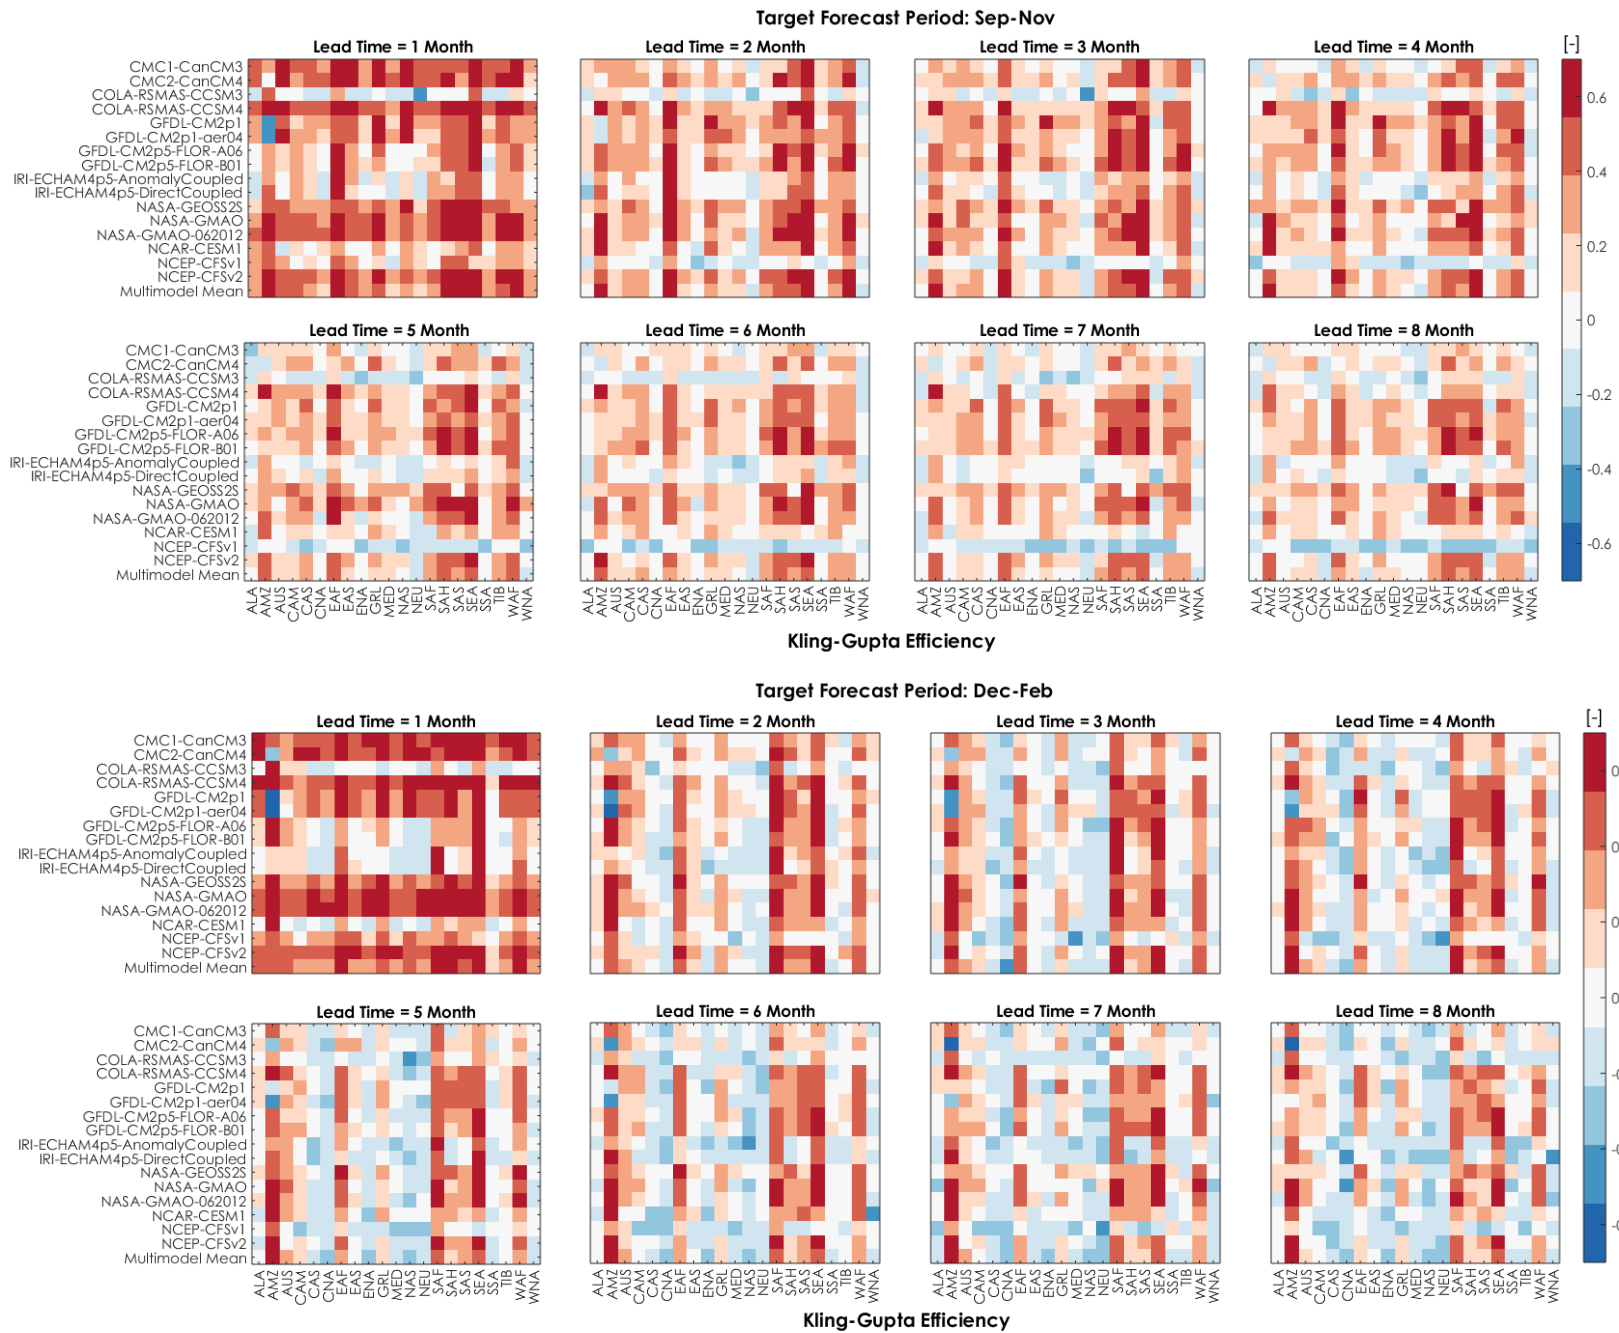 Target Forecast Period: Sep-Nov
Lead Time = 1 Month
Lead Time = 2 Month
Lead Time = 3 Month
Lead Time = 4 Month
[-]
CMC1-CanCM3
CMC2-CanCM4
COLA-RSMAS-CCSM3
COLA-RSMAS-CCSM4
GFDL-CM2p1
GFDL-CM2p1-aer04
GFDL-CM2p5-FLOR-A06
GFDL-CM2p5-FLOR-B01
IRI-ECHAM4p5-AnomalyCoupled
IRI-ECHAM4p5-DirectCoupled
NASA-GEOSS2S
NASA-GMAO
NASA-GMAO-062012
NCAR-CESM1
NCEP-CFSv1
NCEP-CFSv2
Multimodel Mean
0.6
0.4
0.2
0
-0.2
-0.4
-0.6
Lead Time = 5 Month
Lead Time = 6 Month
Lead Time = 7 Month
Lead Time = 8 Month
CMC1-CanCM3
CMC2-CanCM4
COLA-RSMAS-CCSM3
COLA-RSMAS-CCSM4
GFDL-CM2p1
GFDL-CM2p1-aer04
GFDL-CM2p5-FLOR-A06
GFDL-CM2p5-FLOR-B01
IRI-ECHAM4p5-AnomalyCoupled
IRI-ECHAM4p5-DirectCoupled
NASA-GEOSS2S
NASA-GMAO
NASA-GMAO-062012
NCAR-CESM1
NCEP-CFSv1
NCEP-CFSv2
Multimodel Mean
ALA AMZ AUS CAM CAS CNA EAF EAS ENA GRL MED NAS NEU SAF SAH SAS SEA SSA TIB WAF WNA
ALA AMZ AUS CAM CAS CNA EAF EAS ENA GRL MED NAS NEU SAF SAH SAS SEA SSA TIB WAF WNA
ALA AMZ AUS CAM CAS CNA EAF EAS ENA GRL MED NAS NEU SAF SAH SAS SEA SSA TIB WAF WNA
ALA AMZ AUS CAM CAS CNA EAF EAS ENA GRL MED NAS NEU SAF SAH SAS SEA SSA TIB WAF WNA
Kling-Gupta Efficiency
Target Forecast Period: Dec-Feb
Lead Time = 1 Month
Lead Time = 2 Month
Lead Time = 3 Month
Lead Time = 4 Month
[-]
CMC1-CanCM3
CMC2-CanCM4
COLA-RSMAS-CCSM3
COLA-RSMAS-CCSM4
GFDL-CM2p1
GFDL-CM2p1-aer04
GFDL-CM2p5-FLOR-A06
GFDL-CM2p5-FLOR-B01
IRI-ECHAM4p5-AnomalyCoupled
IRI-ECHAM4p5-DirectCoupled
NASA-GEOSS2S
NASA-GMAO
NASA-GMAO-062012
NCAR-CESM1
NCEP-CFSv1
NCEP-CFSv2
Multimodel Mean
0
0
0
0
-0
-0
-0
Lead Time = 5 Month
Lead Time = 6 Month
Lead Time = 7 Month
Lead Time = 8 Month
CMC1-CanCM3
CMC2-CanCM4
COLA-RSMAS-CCSM3
COLA-RSMAS-CCSM4
GFDL-CM2p1
GFDL-CM2p1-aer04
GFDL-CM2p5-FLOR-A06
GFDL-CM2p5-FLOR-B01
IRI-ECHAM4p5-AnomalyCoupled
IRI-ECHAM4p5-DirectCoupled
NASA-GEOSS2S
NASA-GMAO
NASA-GMAO-062012
NCAR-CESM1
NCEP-CFSv1
NCEP-CFSv2
Multimodel Mean
ALA AMZ AUS CAM CAS CNA EAF EAS ENA GRL MED NAS NEU SAF SAH SAS SEA SSA TIB WAF WNA
ALA AMZ AUS CAM CAS CNA EAF EAS ENA GRL MED NAS NEU SAF SAH SAS SEA SSA TIB WAF WNA
ALA AMZ AUS CAM CAS CNA EAF EAS ENA GRL MED NAS NEU SAF SAH SAS SEA SSA TIB WAF WNA
ALA AMZ AUS CAM CAS CNA EAF EAS ENA GRL MED NAS NEU SAF SAH SAS SEA SSA TIB WAF WNA
Kling-Gupta Efficiency